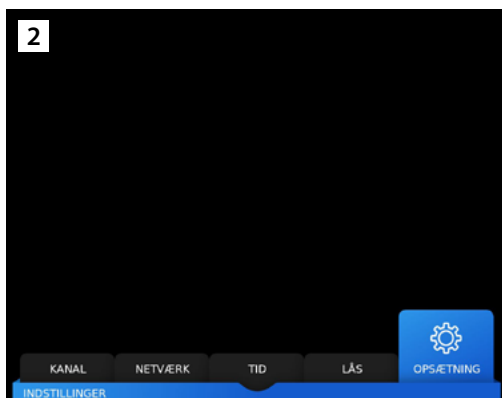 2
KANAL NETVÆRK TID LÅS OPSÆTNING
INDSTILLINGER